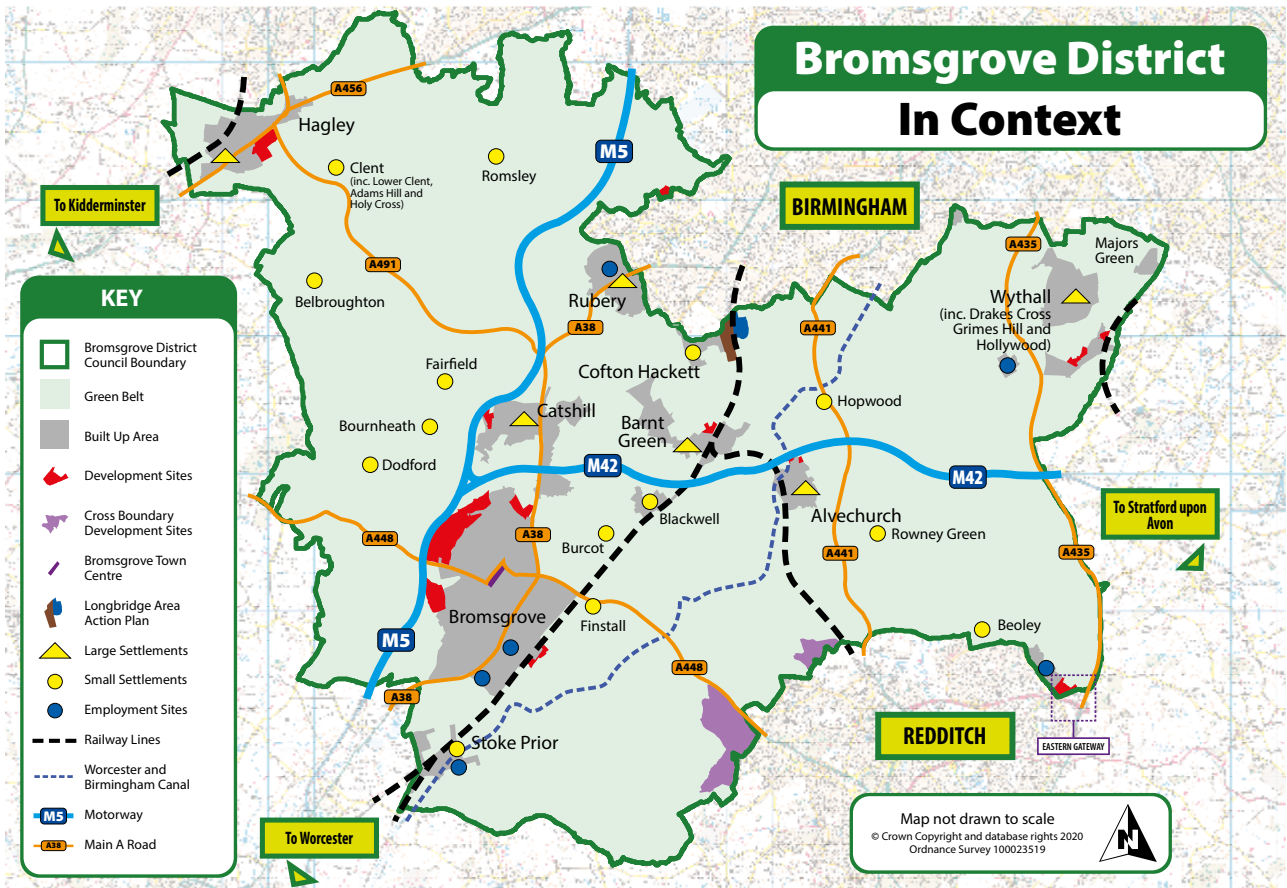 Bromsgrove District
In Context
A456
Hagley
M5
Clent
(inc. Lower Clent,
Adams Hill and
Holy Cross)
Romsley
To Kidderminster
BIRMINGHAM
A435
Majors
Green
A491
Belbroughton
Rubery
A38
A441
Wythall
(inc. Drakes Cross
Grimes Hill and
Hollywood)
Fairfield
Cofton Hackett
Hopwood
Catshill
Bournheath
Barnt
Green
Dodford
M42
M42
To Stratford upon
Avon
Blackwell
Alvechurch
A448
A38
Burcot
A441
Rowney Green
A435
Bromsgrove
Finstall
Beoley
M5
A448
A38
REDDITCH
EASTERN GATEWAY
Stoke Prior
To Worcester
KEY
Bromsgrove District
Council Boundary
Green Belt
Built Up Area
Development Sites
Cross Boundary
Development Sites
Bromsgrove Town
Centre
Longbridge Area
Action Plan
Large Settlements
Small Settlements
Employment Sites
Railway Lines
Worcester and
Birmingham Canal
M5
Motorway
A38
Main A Road
Map not drawn to scale
© Crown Copyright and database rights 2020
Ordnance Survey 100023519
N